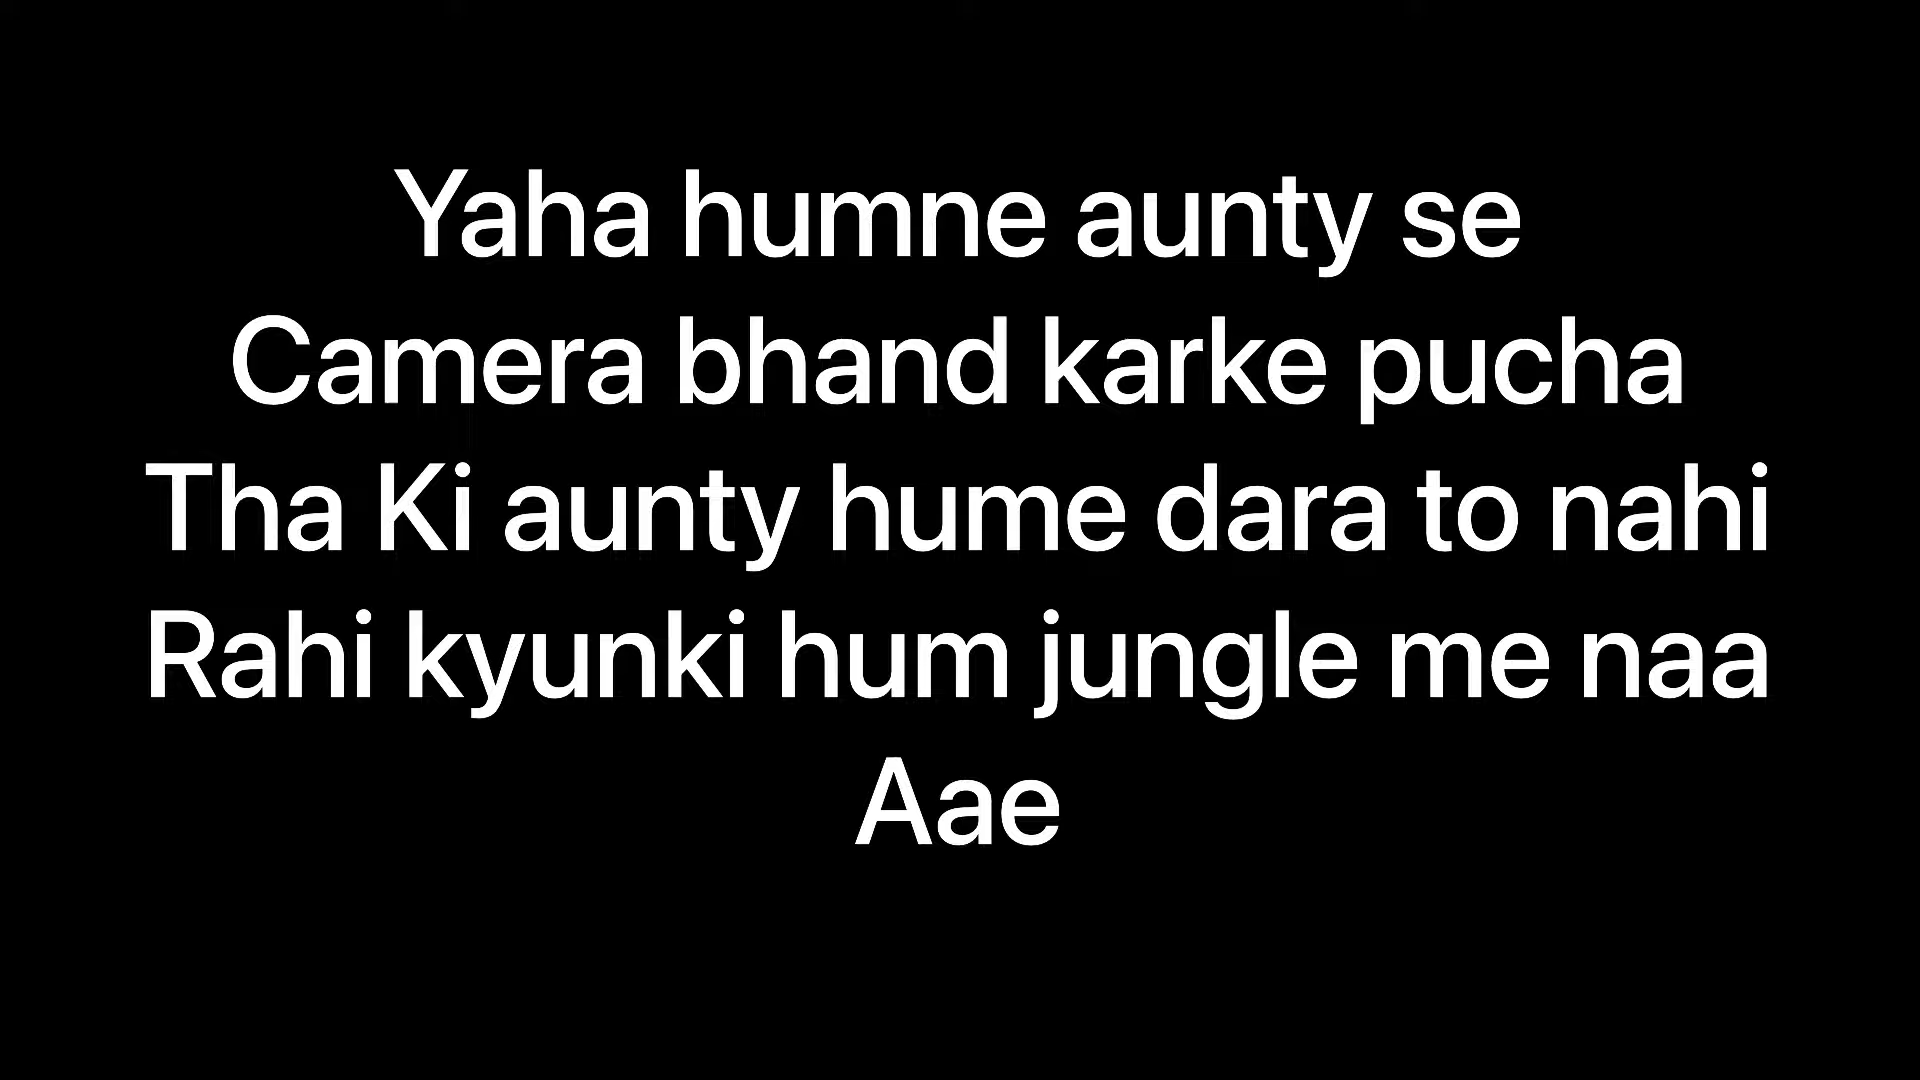 Yaha humne aunty se
Camera bhand karke pucha
Tha Ki aunty hume dara to nahi
Rahi kyunki hum jungle me naa
Aae